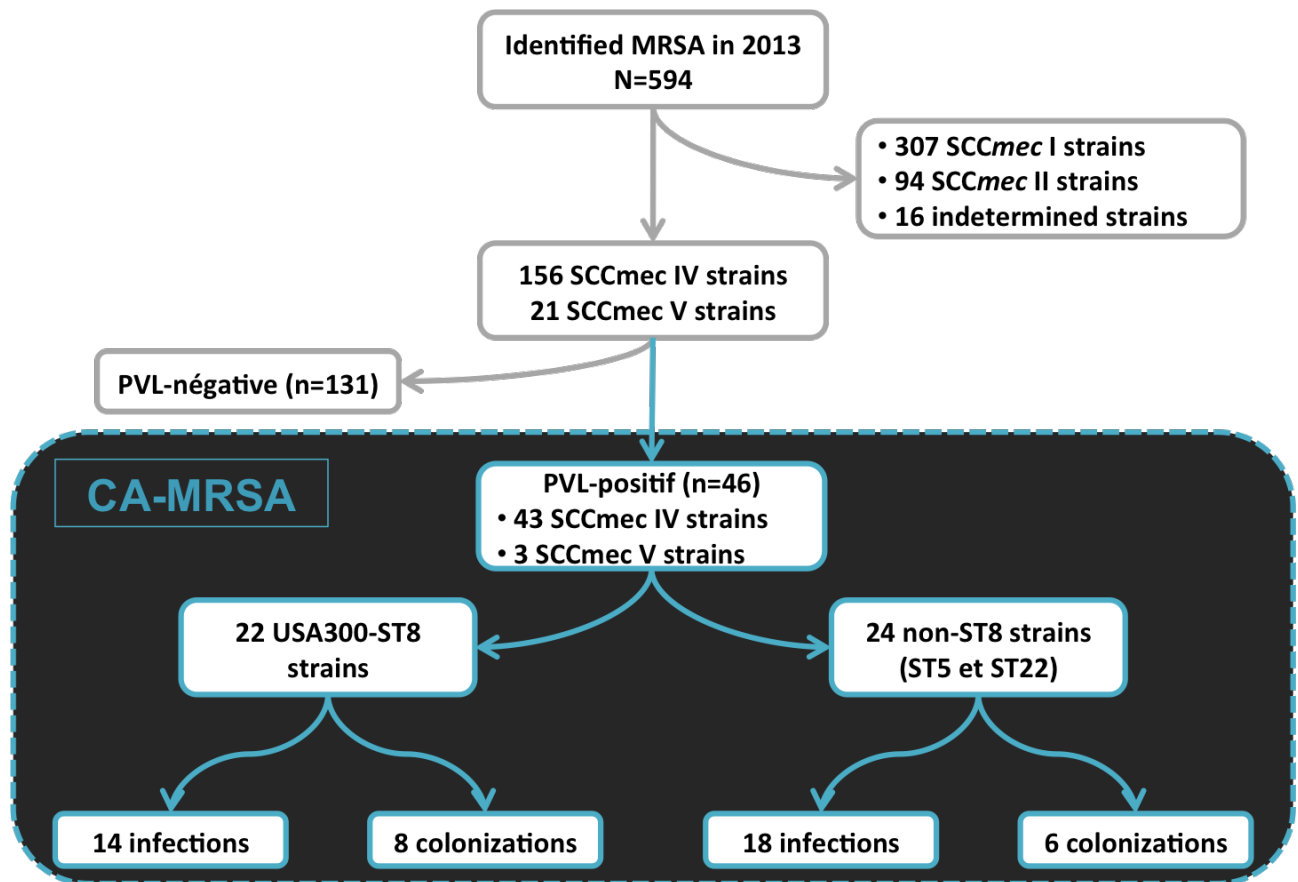 Identified MRSA in 2013
N=594
• 307 SCCmec I strains
• 94 SCCmec II strains
• 16 indetermined strains
156 SCCmec IV strains
21 SCCmec V strains
PVL-négative (n=131)
CA-MRSA
PVL-positif (n=46)
• 43 SCCmec IV strains
• 3 SCCmec V strains
22 USA300-ST8
strains
24 non-ST8 strains
(ST5 et ST22)
14 infections
8 colonizations
18 infections
6 colonizations